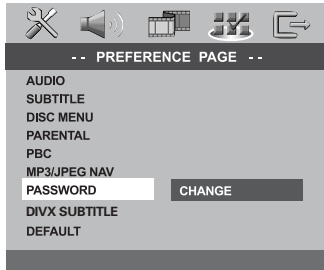 -- PREFERENCE PAGE --
AUDIO
SUBTITLE
DISC MENU
PARENTAL
PBC
MP3/JPEG NAV
PASSWORD CHANGE
DIVX SUBTITLE
DEFAULT